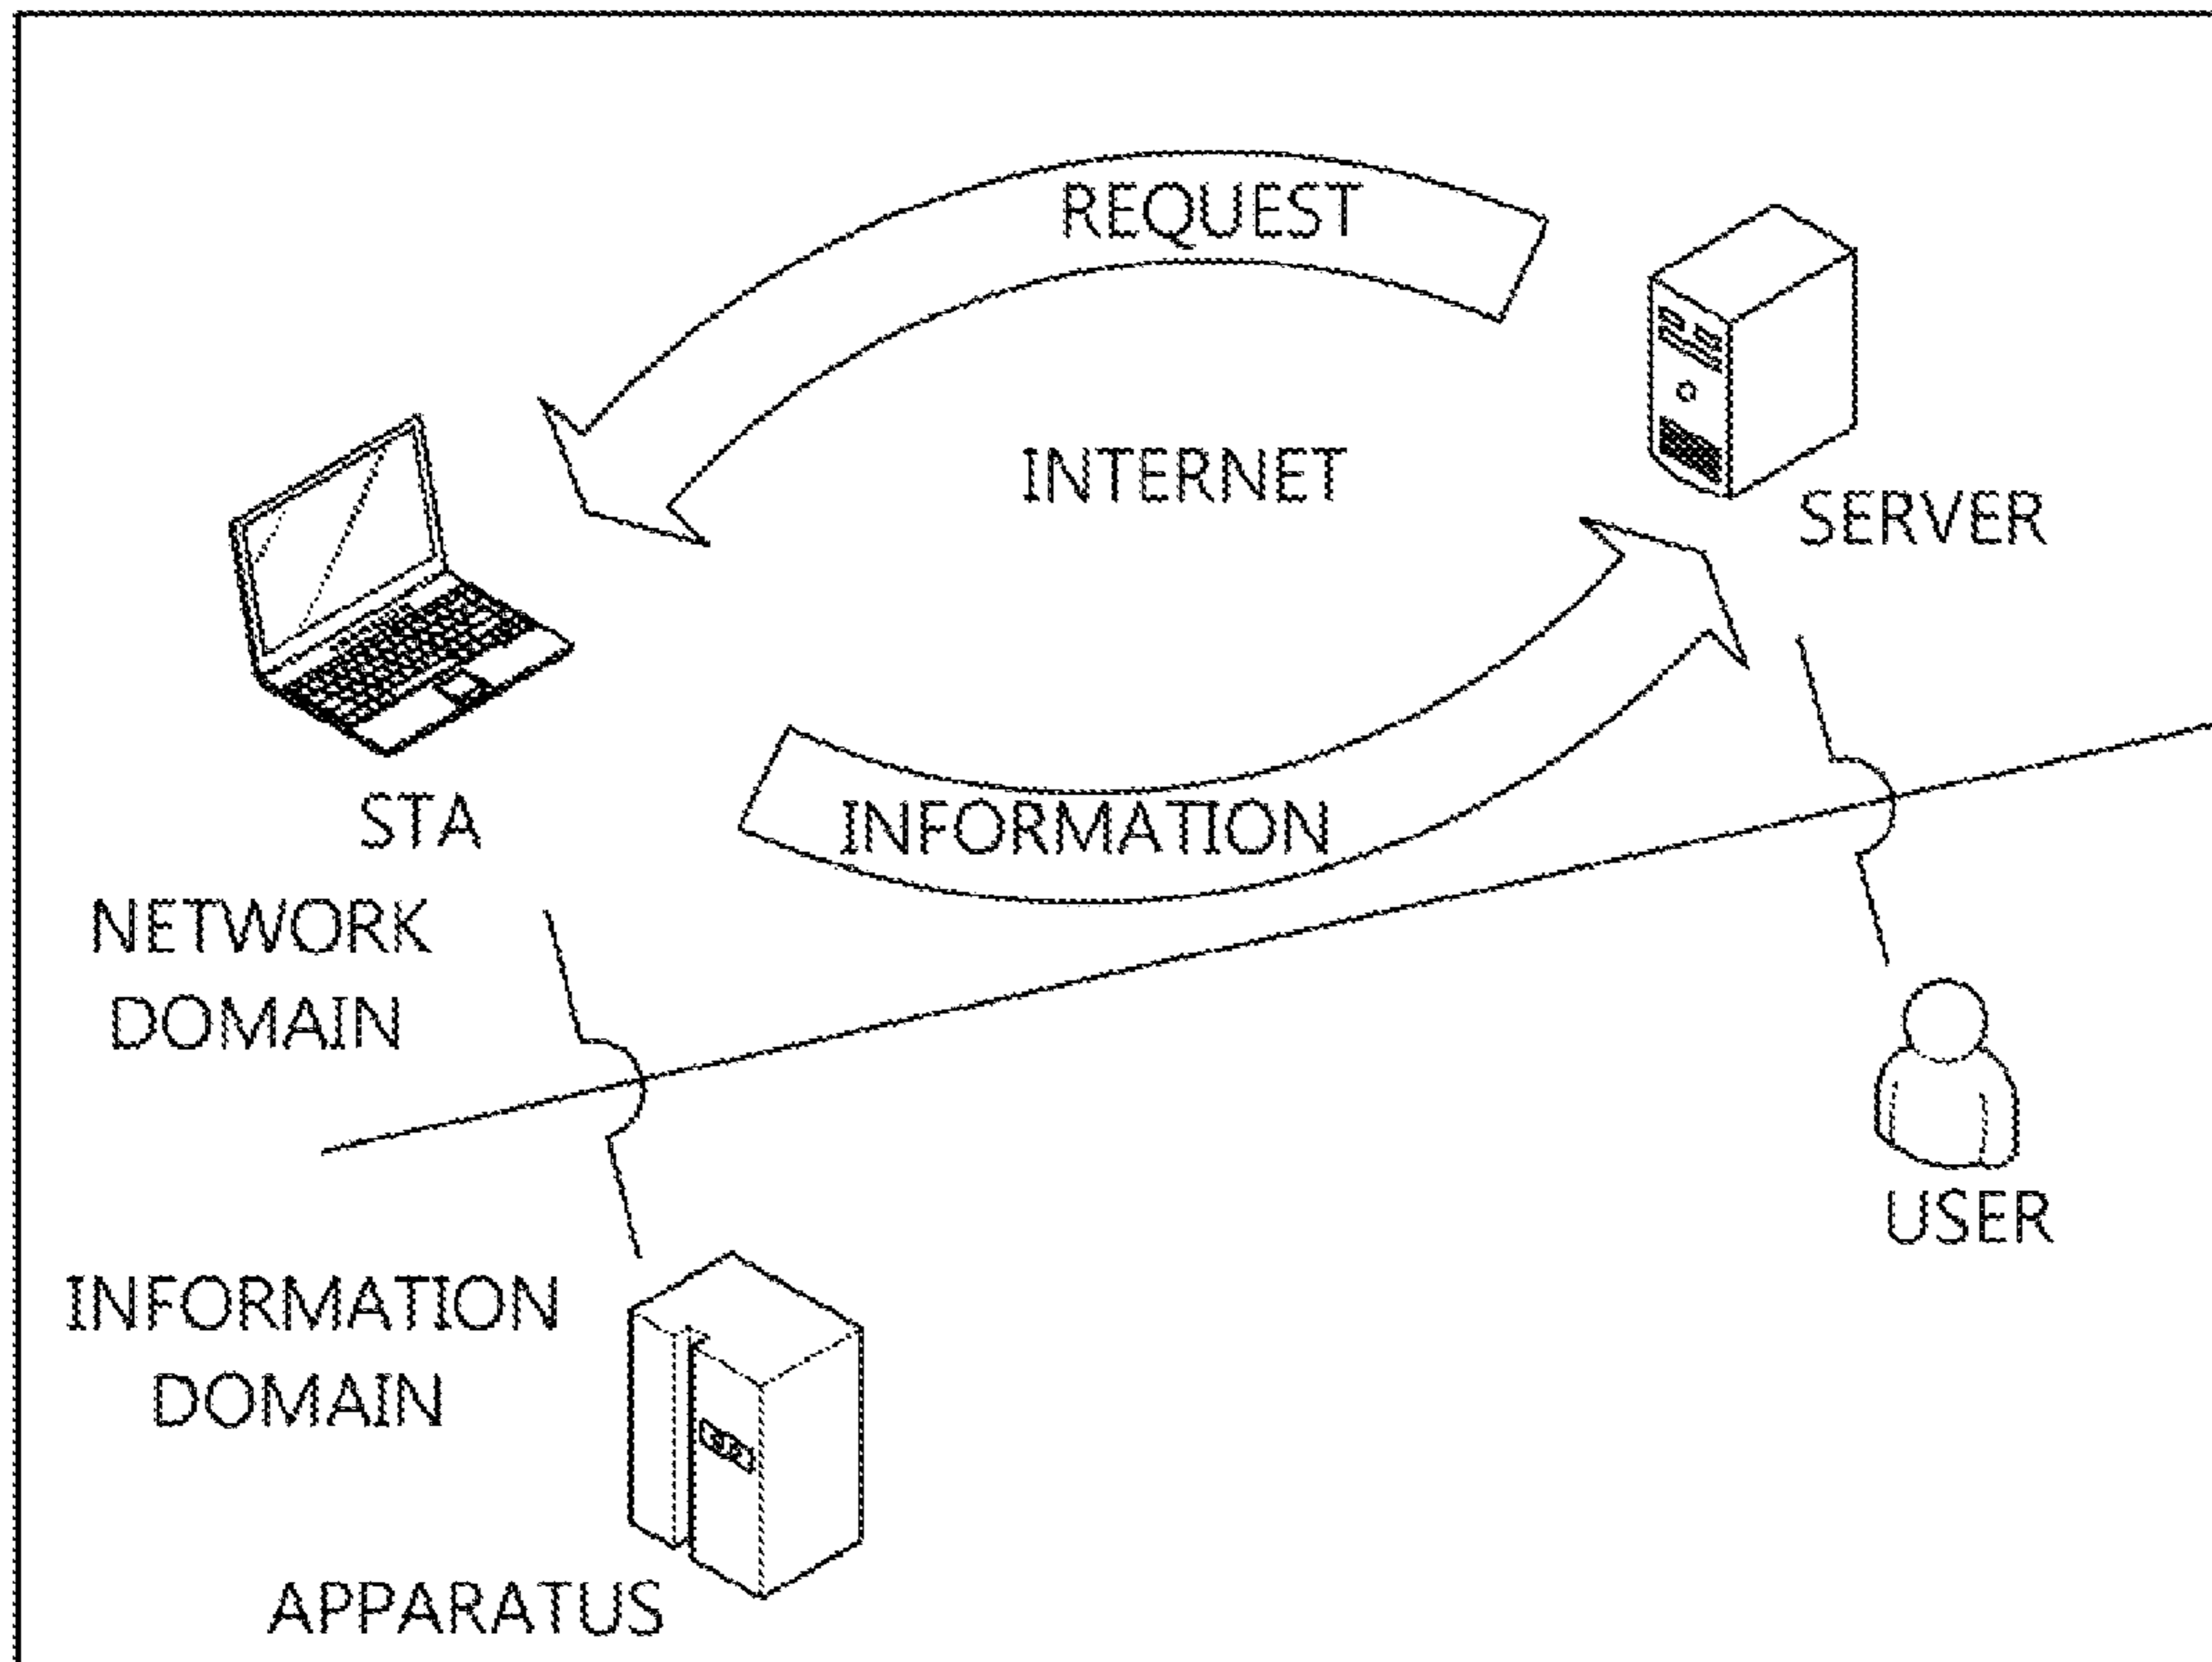 REQUEST
INTERNET
SERVER
STA
INFORMATION
NETWORK
DOMAIN
USER
INFORMATION
DOMAIN
APPARATUS